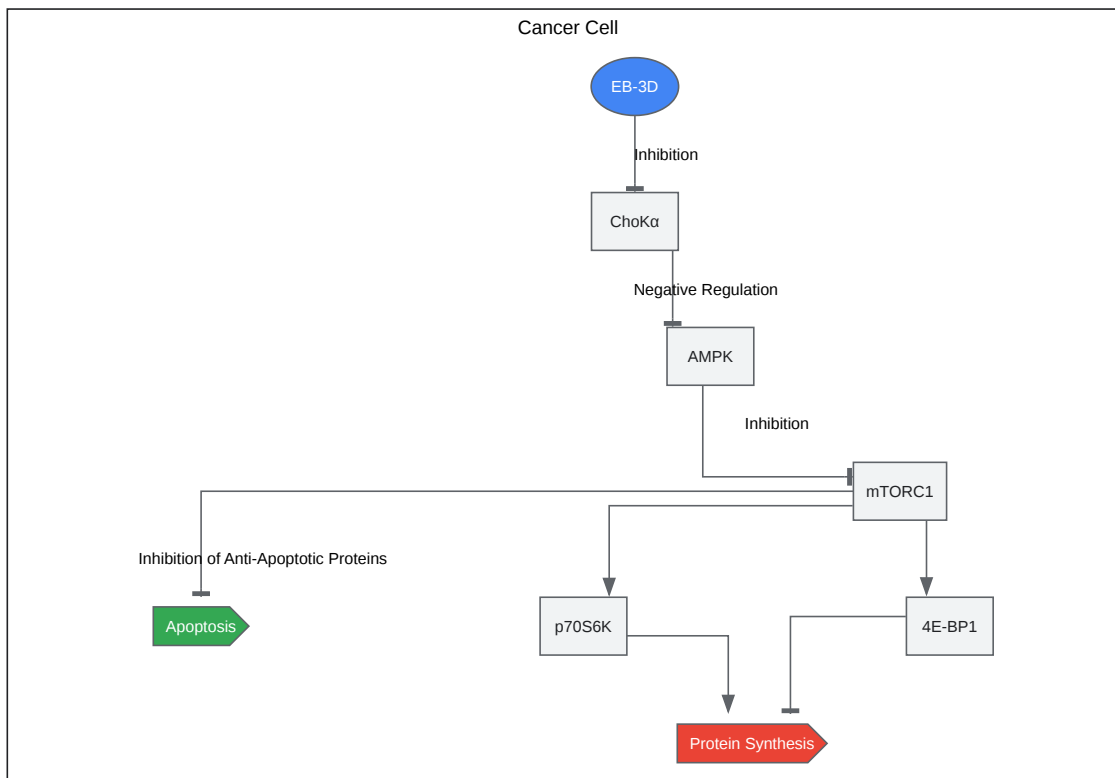 Cancer Cell
EB-3D
Inhibition
ChoKα
Negative Regulation
AMPK
Inhibition
mTORC1
Inhibition of Anti-Apoptotic Proteins
Apoptosis
p70S6K
4E-BP1
Protein Synthesis